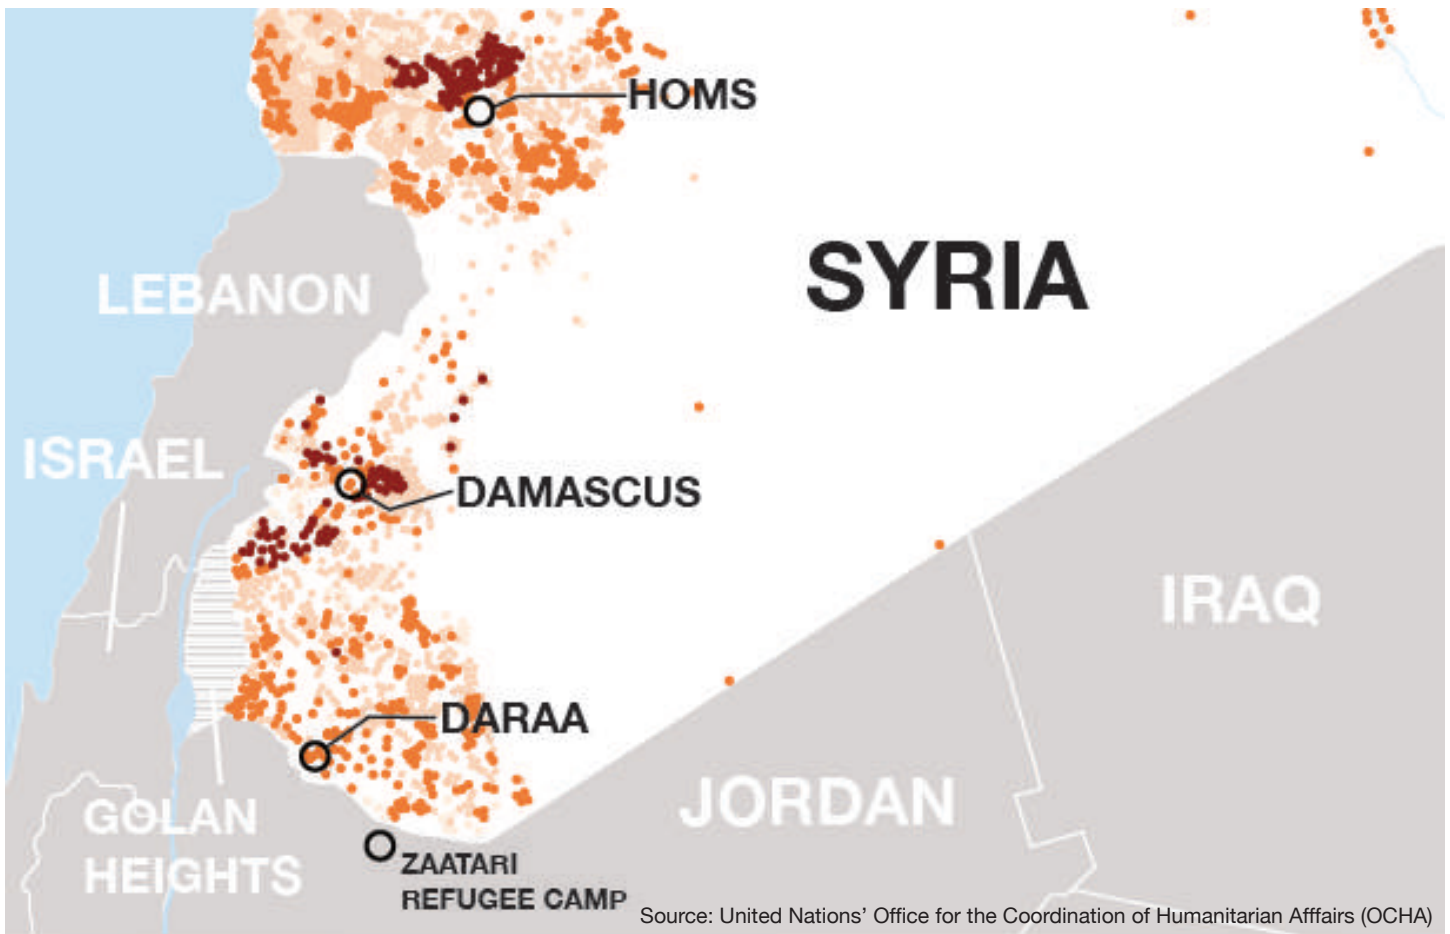 HOMS
SYRIA
LEBANON
ISRAEL
DAMASCUS
IRAQ
DARAA
JORDAN
GOLAN
HEIGHTS
ZAATARI
REFUGEE CAMP
Source: United Nations’ Office for the Coordination of Humanitarian Afffairs (OCHA)